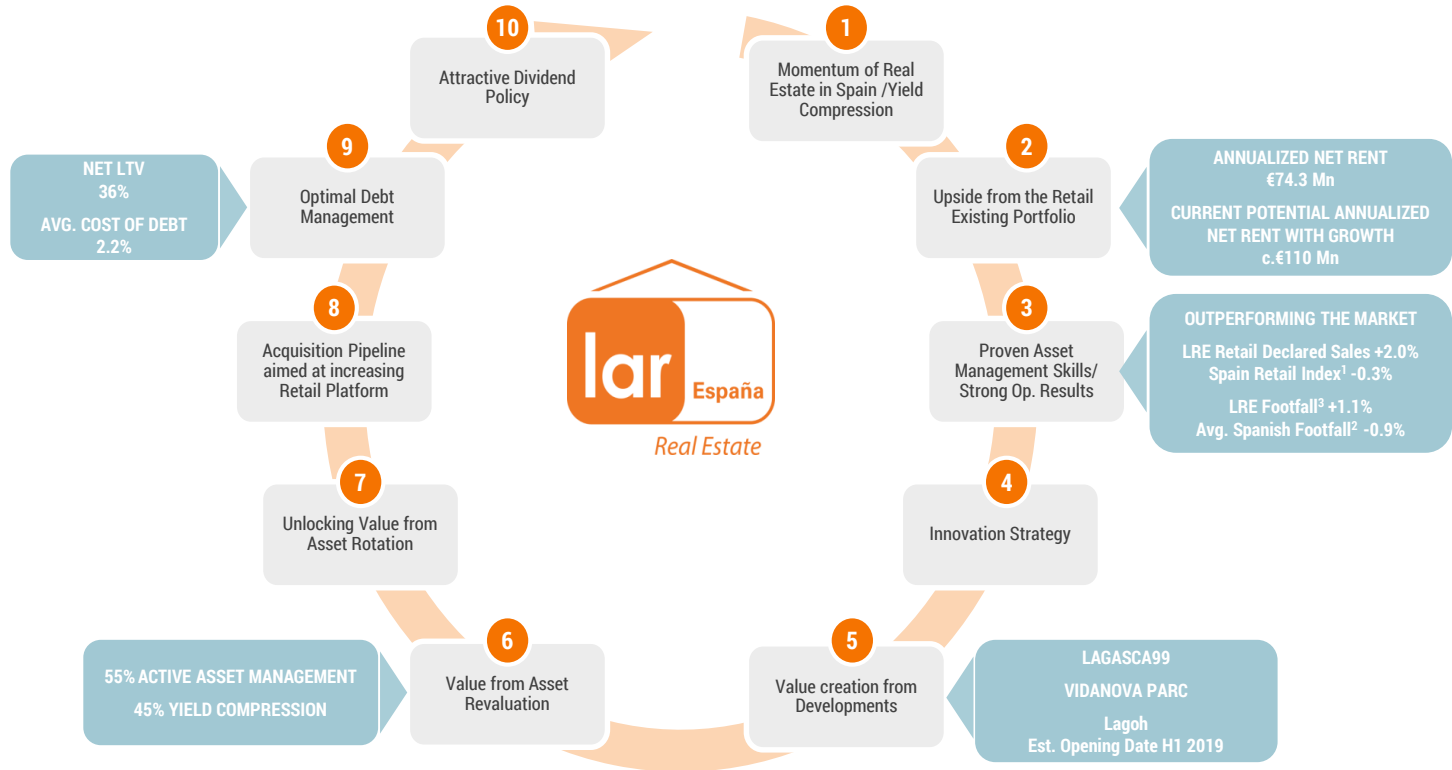 1
Momentum of Real
Estate in Spain /Yield
Compression
2
Upside from the Retail
Existing Portfolio
ANNUALIZED NET RENT
€74.3 Mn
CURRENT POTENTIAL ANNUALIZED
NET RENT WITH GROWTH
c.€110 Mn
3
Proven Asset
Management Skills/
Strong Op. Results
OUTPERFORMING THE MARKET
LRE Retail Declared Sales +2.0%
Spain Retail Index¹ -0.3%
LRE Footfall³ +1.1%
Avg. Spanish Footfall² -0.9%
4
Innovation Strategy
5
Value creation from
Developments
LAGASCA99
VIDANOVA PARC
Lagoh
Est. Opening Date H1 2019
6
Value from Asset
Revaluation
55% ACTIVE ASSET MANAGEMENT
45% YIELD COMPRESSION
7
Unlocking Value from
Asset Rotation
8
Acquisition Pipeline
aimed at increasing
Retail Platform
9
Optimal Debt
Management
NET LTV
36%
AVG. COST OF DEBT
2.2%
10
Attractive Dividend
Policy
lar
España
Real Estate